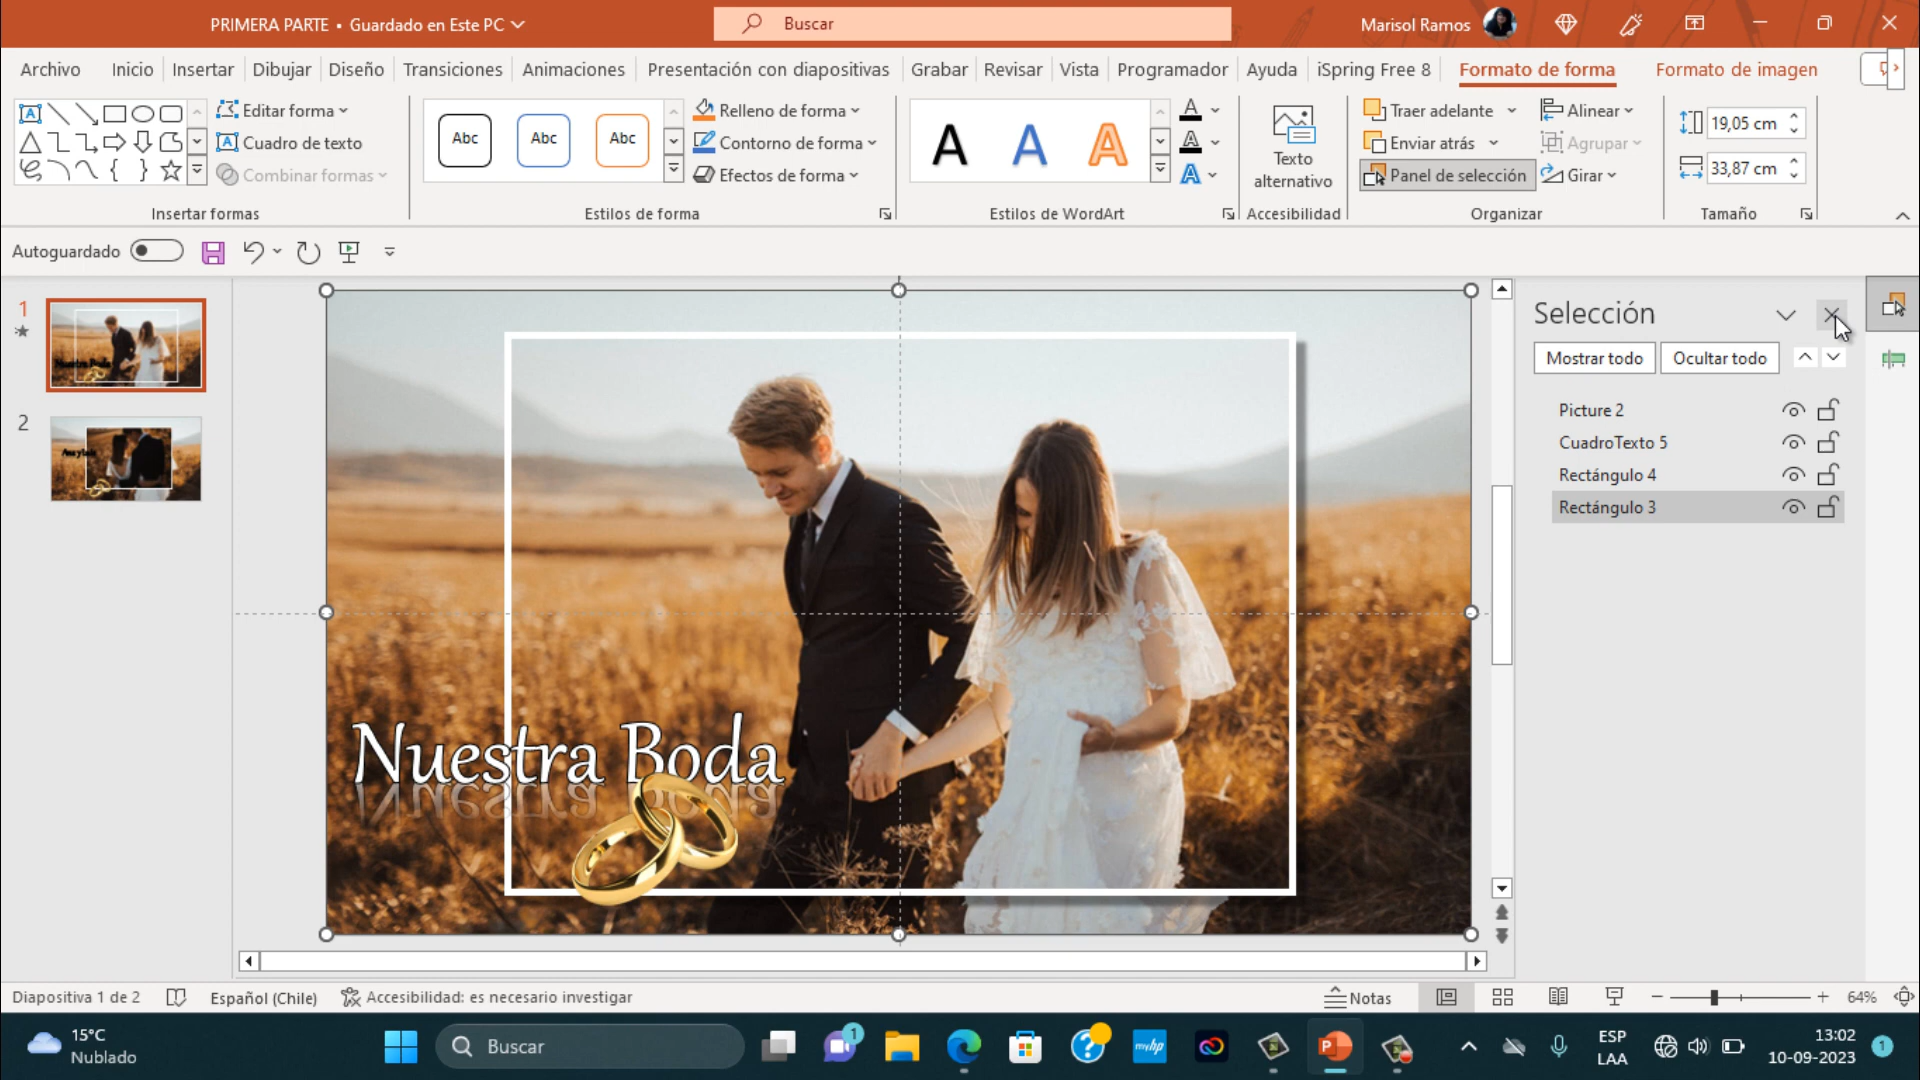 PRIMERA PARTE • Guardado en Este PC
Buscar
Marisol Ramos
Archivo Inicio Insertar Dibujar Diseño Transiciones Animaciones Presentación con diapositivas Grabar Revisar Vista Programador Ayuda iSpring Free 8 Formato de forma Formato de imagen
Editar forma
Cuadro de texto
Combinar formas
Insertar formas
Abc Abc Abc
Relleno de forma
Contorno de forma
Efectos de forma
Estilos de forma
A A A
Estilos de WordArt
Texto
alternativo
Accesibilidad
Traer adelante
Enviar atrás
Panel de selección
Alinear
Agrupar
Girar
Organizar
19,05 cm
33,87 cm
Tamaño
Autoguardado
1
Nuestra Boda
2
Nuestra Boda
Selección
Mostrar todo Ocultar todo
Picture 2
CuadroTexto 5
Rectángulo 4
Rectángulo 3
Diapositiva 1 de 2 Español (Chile) Accesibilidad: es necesario investigar Notas 64%
15°C
Nublado
Buscar
1
myhp
ESP
LAA
13:02
10-09-2023
1